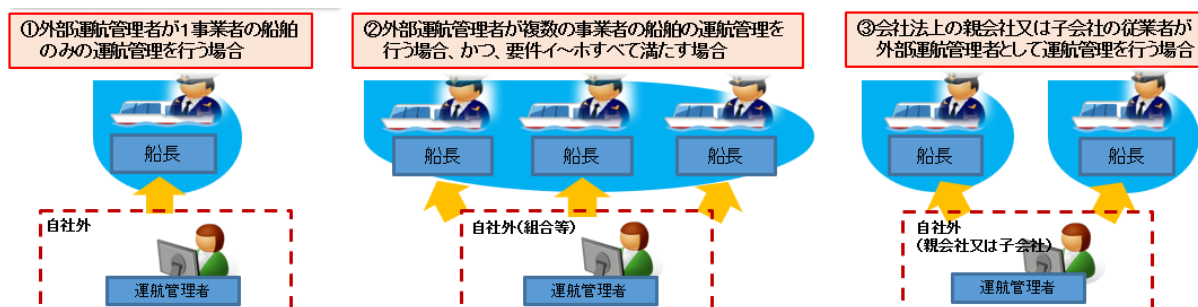 ①外部運航管理者が1事業者の船舶
のみの運航管理を行う場合
船長
自社外
運航管理者
②外部運航管理者が複数の事業者の船舶の運航管理を
行う場合、かつ、要件イ～ホすべて満たす場合
船長
船長
船長
自社外(組合等)
運航管理者
③会社法上の親会社又は子会社の従業者が
外部運航管理者として運航管理を行う場合
船長
船長
自社外
(親会社又は子会社)
運航管理者